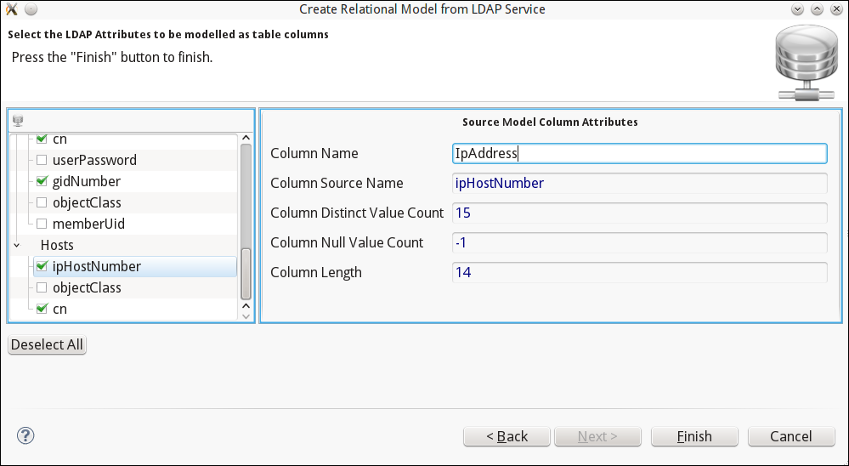 Create Relational Model from LDAP Service
Select the LDAP Attributes to be modelled as table columns
Press the "Finish" button to finish.
cn
userPassword
gidNumber
objectClass
memberUid
Hosts
ipHostNumber
objectClass
cn
Source Model Column Attributes
Column Name IpAddress
Column Source Name ipHostNumber
Column Distinct Value Count 15
Column Null Value Count -1
Column Length 14
Deselect All
? < Back Next > Finish Cancel